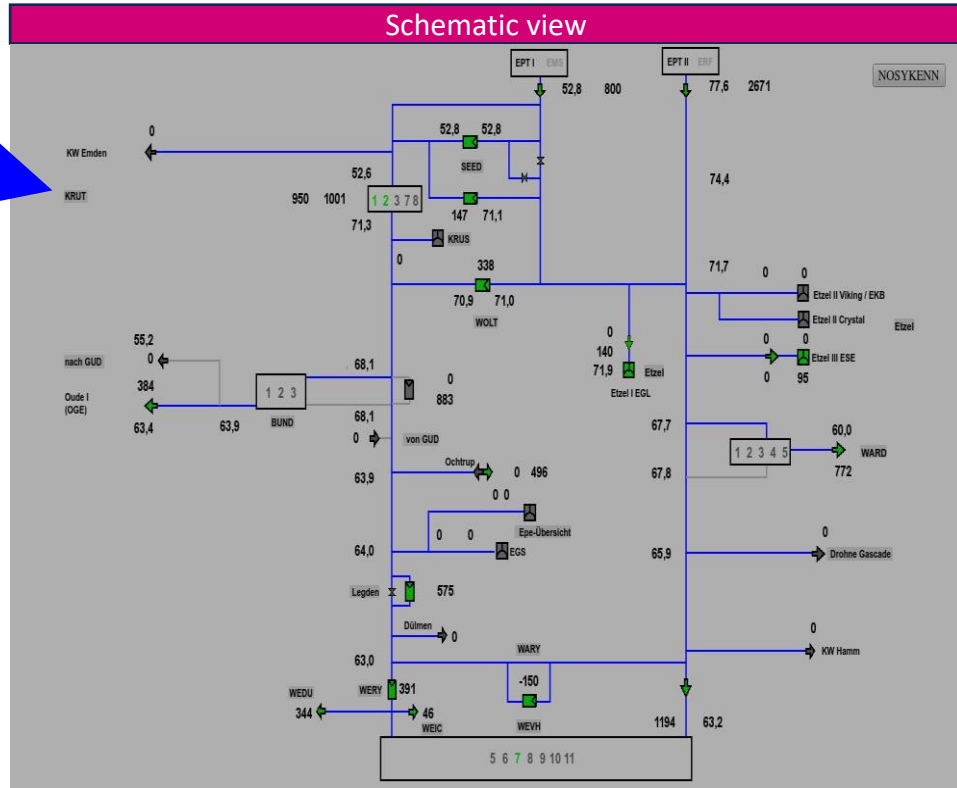 Schematic view
EPT I EMS
EPT II ERF
NOSYKENN
52,8 800
77,6 2671
0
KW Emden
52,8 52,8
SEED
52,6
74,4
KRUT
950 1001
1 2 3 7 8
147 71,1
71,3
KRUS
0
338
71,7 0 0
Etzel II Viking / EKB
70,9 71,0
WOLT
Etzel II Crystal
Etzel
55,2
0
0 0
nach GUD 0
68,1
140
Etzel III ESE
0
71,9 Etzel
0 95
384
883
Etzel I EGL
Oude I
(OGE)
1 2 3
63,4 63,9
BUND
68,1
67,7
60,0
0 von GUD
1 2 3 4 5
WARD
Ochtrup
63,9 0 496
67,8
772
0 0
Epe-Übersicht
0
0 0
64,0 EGS
65,9
Drohne Gascade
Legden 575
Dülmen
0
0
WARY
KW Hamm
63,0
WEDU WERY 391
-150
344 46
WEIC
WEVH
1194 63,2
5 6 7 8 9 10 11